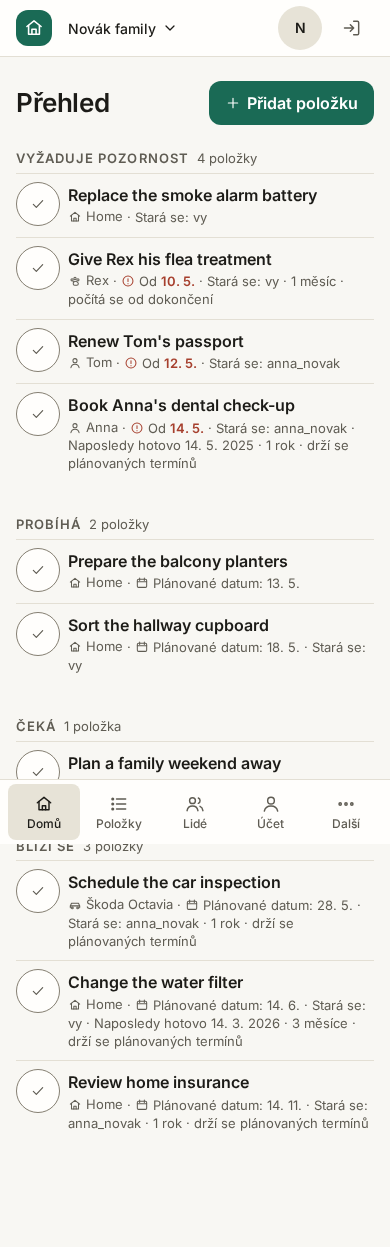 Novák family
N
Přehled
Přidat položku
VYŽADUJE POZORNOST 4 položky
Replace the smoke alarm battery
Home · Stará se: vy
Give Rex his flea treatment
Rex · Od 10. 5. · Stará se: vy · 1 měsíc ·
počítá se od dokončení
Renew Tom's passport
Tom · Od 12. 5. · Stará se: anna_novak
Book Anna's dental check-up
Anna · Od 14. 5. · Stará se: anna_novak ·
Naposledy hotovo 14. 5. 2025 · 1 rok · drží se
plánovaných termínů
PROBÍHÁ 2 položky
Prepare the balcony planters
Home · Plánované datum: 13. 5.
Sort the hallway cupboard
Home · Plánované datum: 18. 5. · Stará se:
vy
ČEKÁ 1 položka
Plan a family weekend away
Domů
Položky
Lidé
Účet
Další
BLÍŽÍ SE 3 položky
Schedule the car inspection
Škoda Octavia · Plánované datum: 28. 5. ·
Stará se: anna_novak · 1 rok · drží se
plánovaných termínů
Change the water filter
Home · Plánované datum: 14. 6. · Stará se:
vy · Naposledy hotovo 14. 3. 2026 · 3 měsíce ·
drží se plánovaných termínů
Review home insurance
Home · Plánované datum: 14. 11. · Stará se:
anna_novak · 1 rok · drží se plánovaných termínů